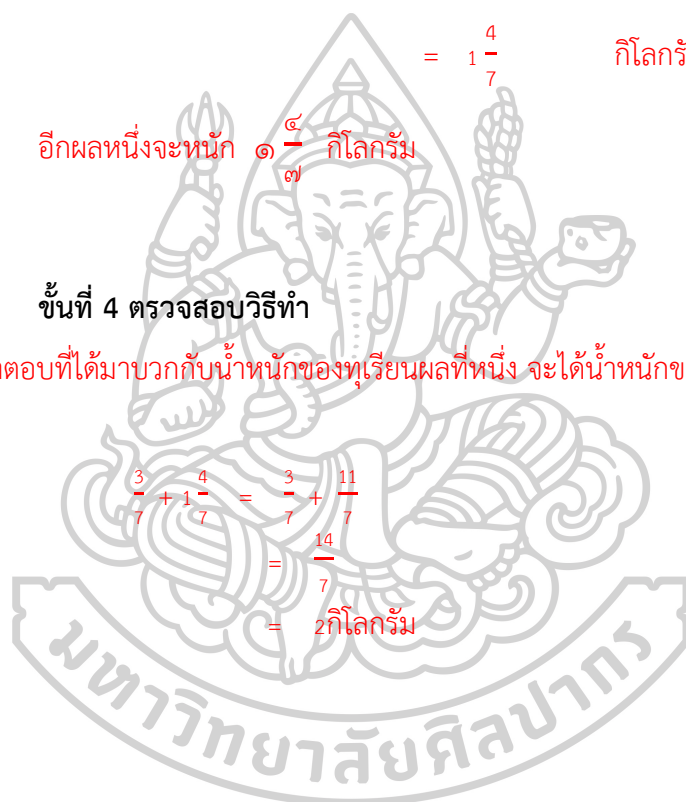 = 1 4/7 กิโลกรั
อีกผลหนึ่งจะหนัก ๑ ๔/๗ กิโลกรัม
ขั้นที่ 4 ตรวจสอบวิธีทำ
ตอบที่ได้มาบวกกับน้ำหนักของทุเรียนผลที่หนึ่ง จะได้น้ำหนักข
3/7 + 1 4/7 = 3/7 + 11/7
= 14/7
= 2กิโลกรัม
มหาวิทยาลัยศิลปากร